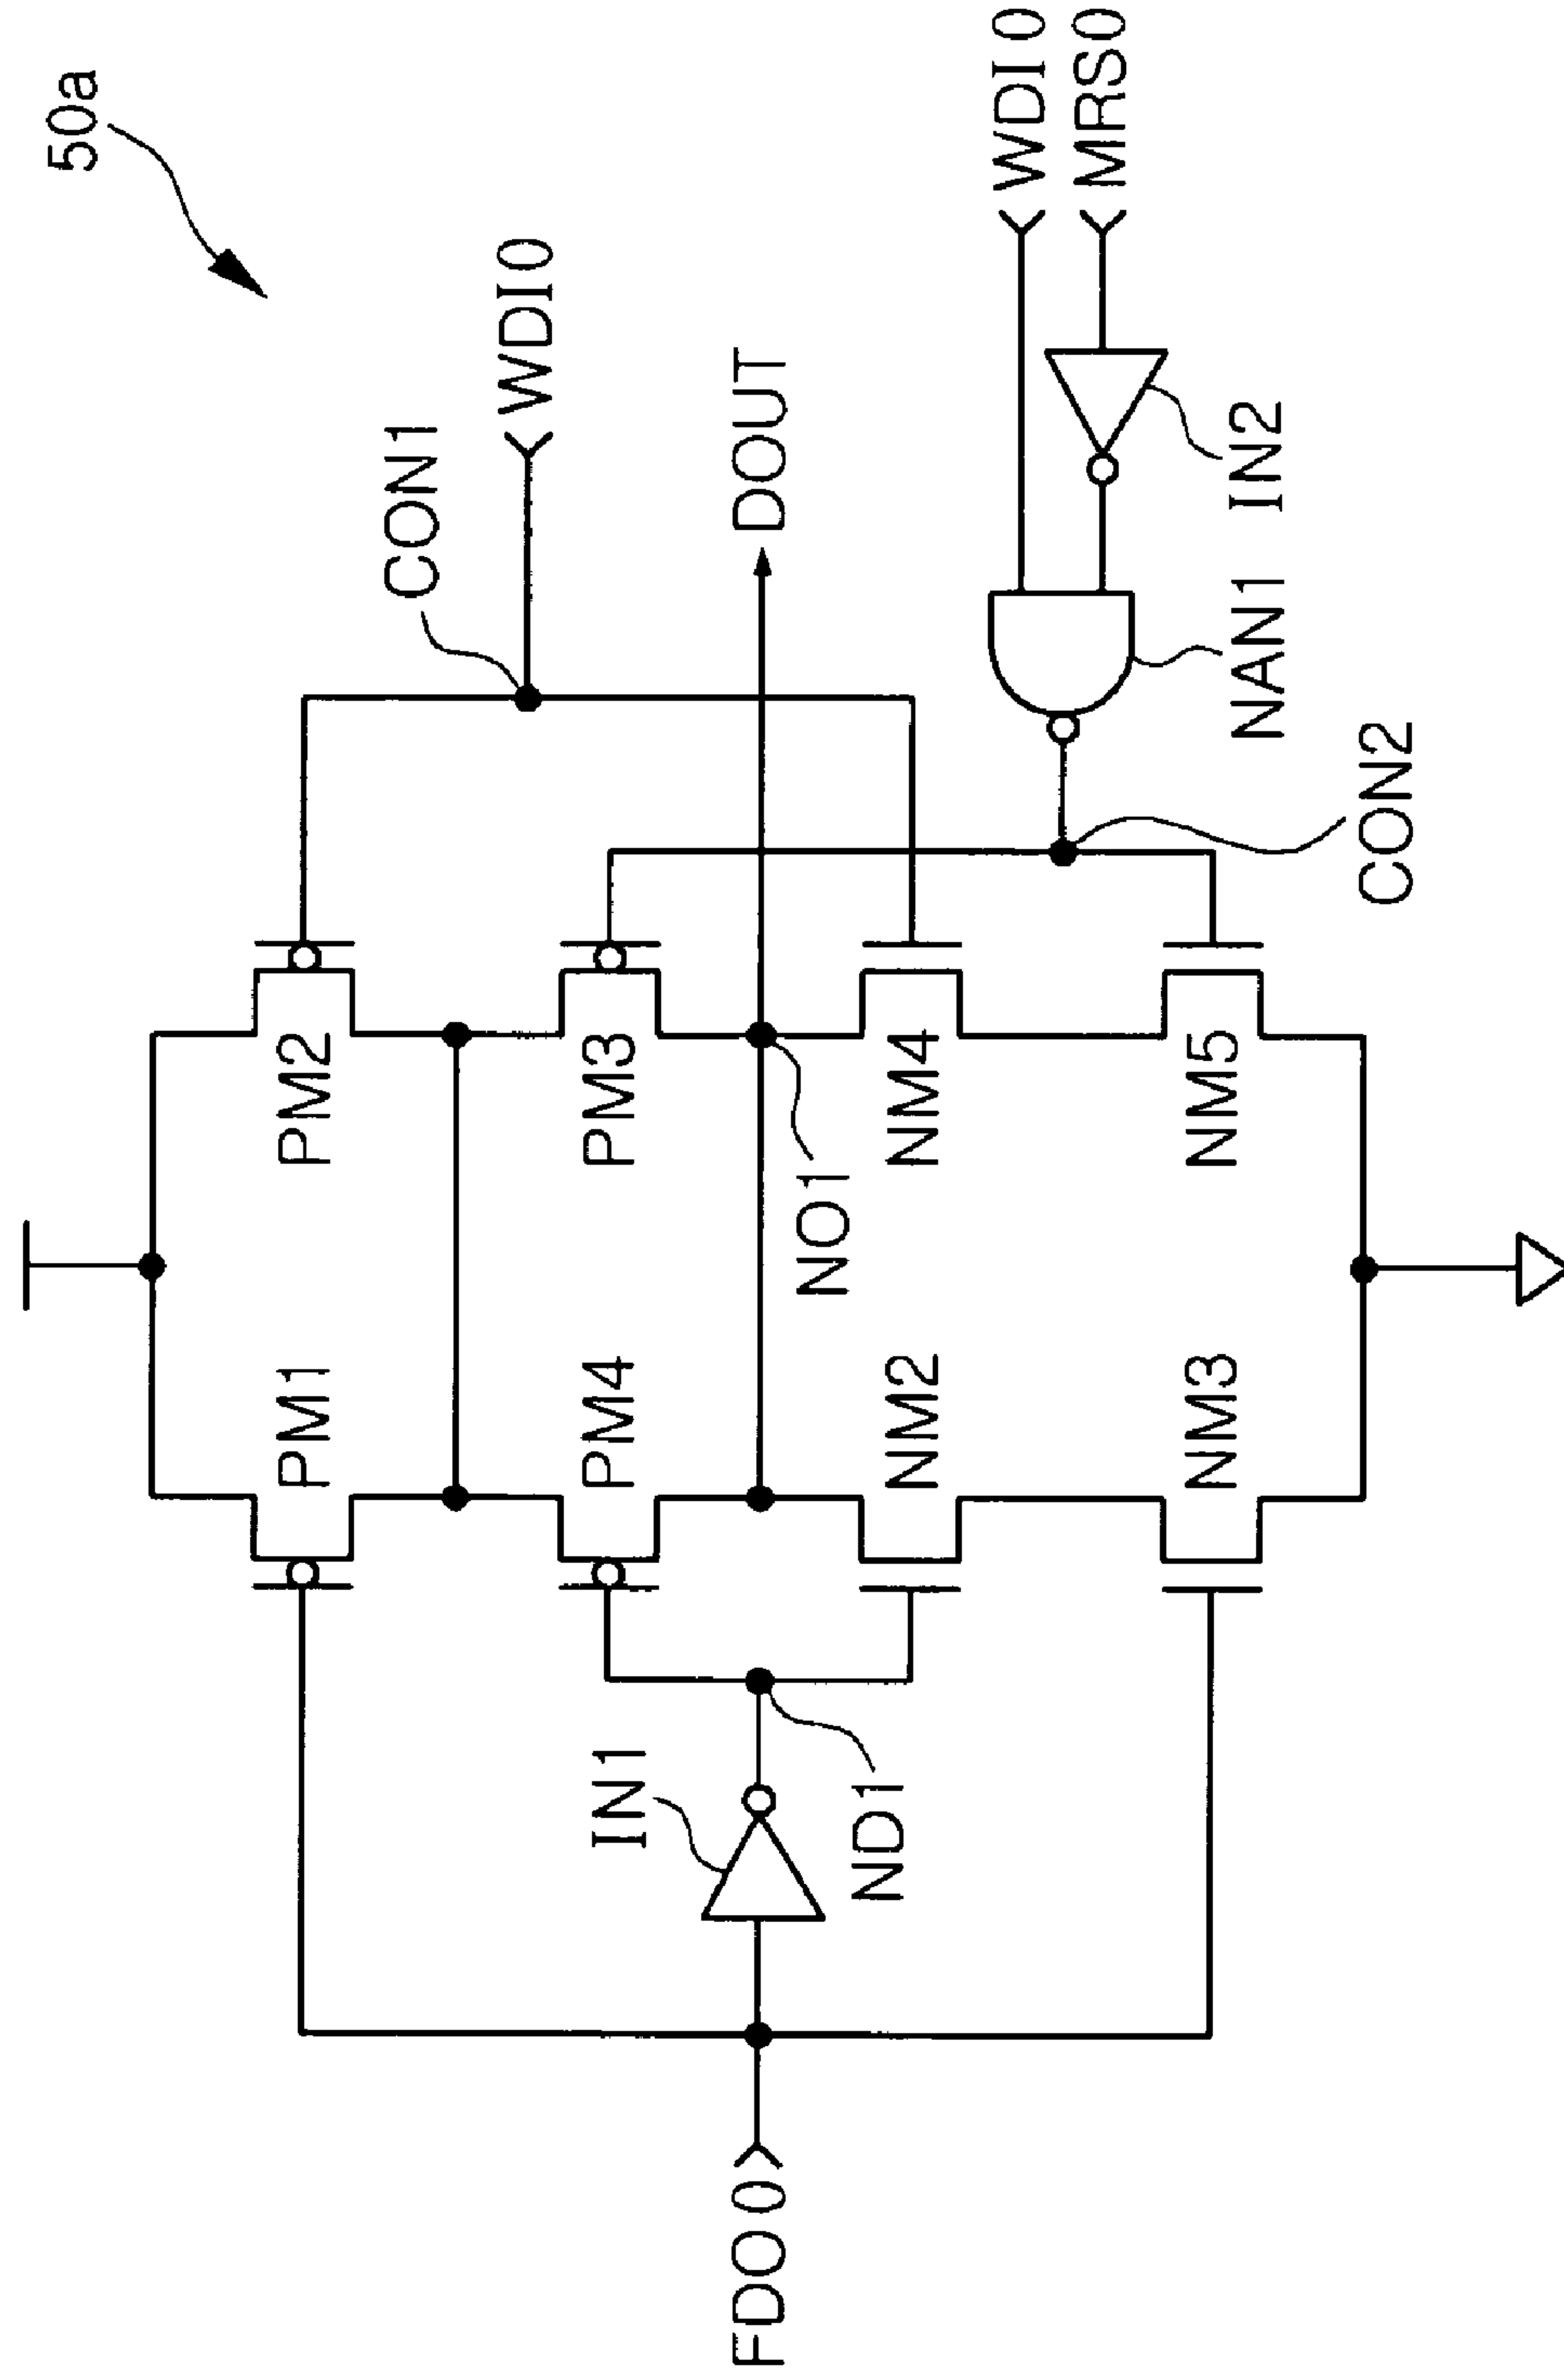 50a
WDI0
MRS0
WDI0
CON1
DOUT
IN2
NAN1
CON2
PM2
PM3
NM4
NM5
NO1
PM1
PM4
NM2
NM3
IN1
ND1
FDO0